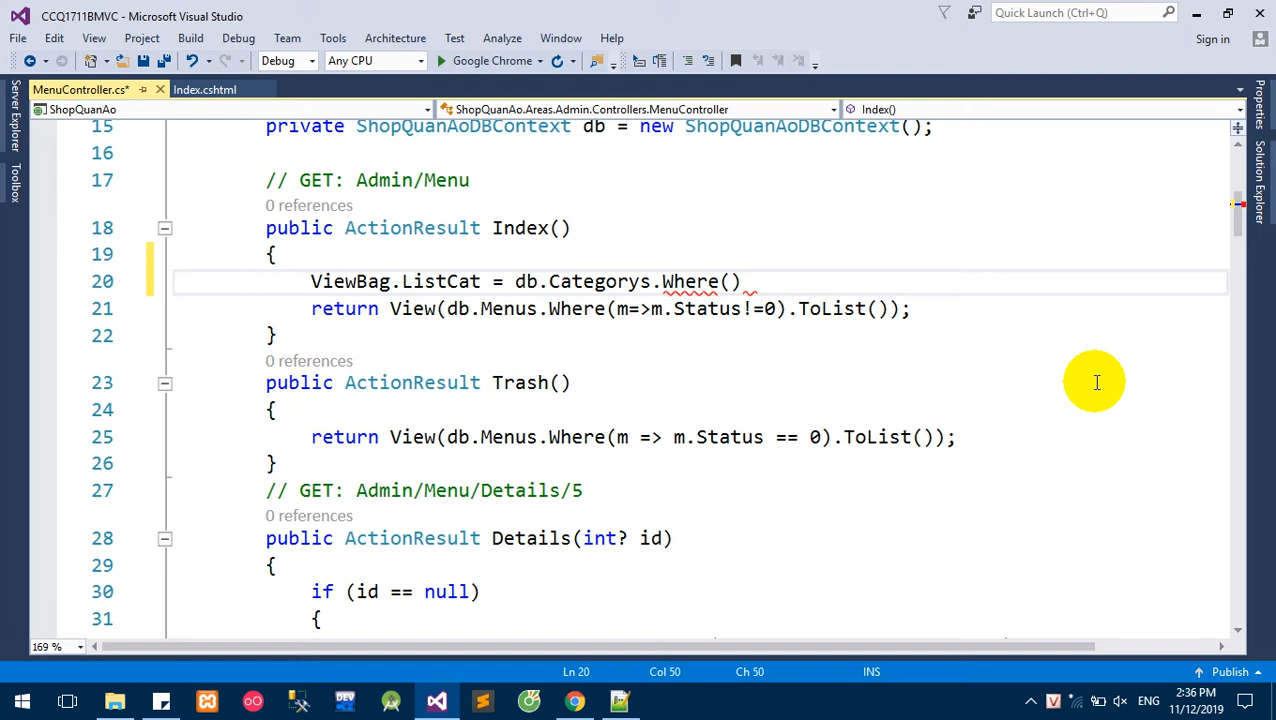 CCQ1711BMVC - Microsoft Visual Studio
Quick Launch (Ctrl+Q)
File Edit View Project Build Debug Team Tools Architecture Test Analyze Window Help
Sign in
Debug Any CPU Google Chrome
Server Explorer
Toolbox
Properties
Solution Explorer
MenuController.cs* Index.cshtml
ShopQuanAo ShopQuanAo.Areas.Admin.Controllers.MenuController Index()
15 private ShopQuanAoDBContext db = new ShopQuanAoDBContext();
16
17 // GET: Admin/Menu
0 references
18 public ActionResult Index()
19 {
20 ViewBag.ListCat = db.Categorys.Where()
21 return View(db.Menus.Where(m=>m.Status!=0).ToList());
22 }
0 references
23 public ActionResult Trash()
24 {
25 return View(db.Menus.Where(m => m.Status == 0).ToList());
26 }
27 // GET: Admin/Menu/Details/5
0 references
28 public ActionResult Details(int? id)
29 {
30 if (id == null)
31 {
169 %
Ln 20 Col 50 Ch 50 INS Publish
DEV
V ENG 2:36 PM
11/12/2019